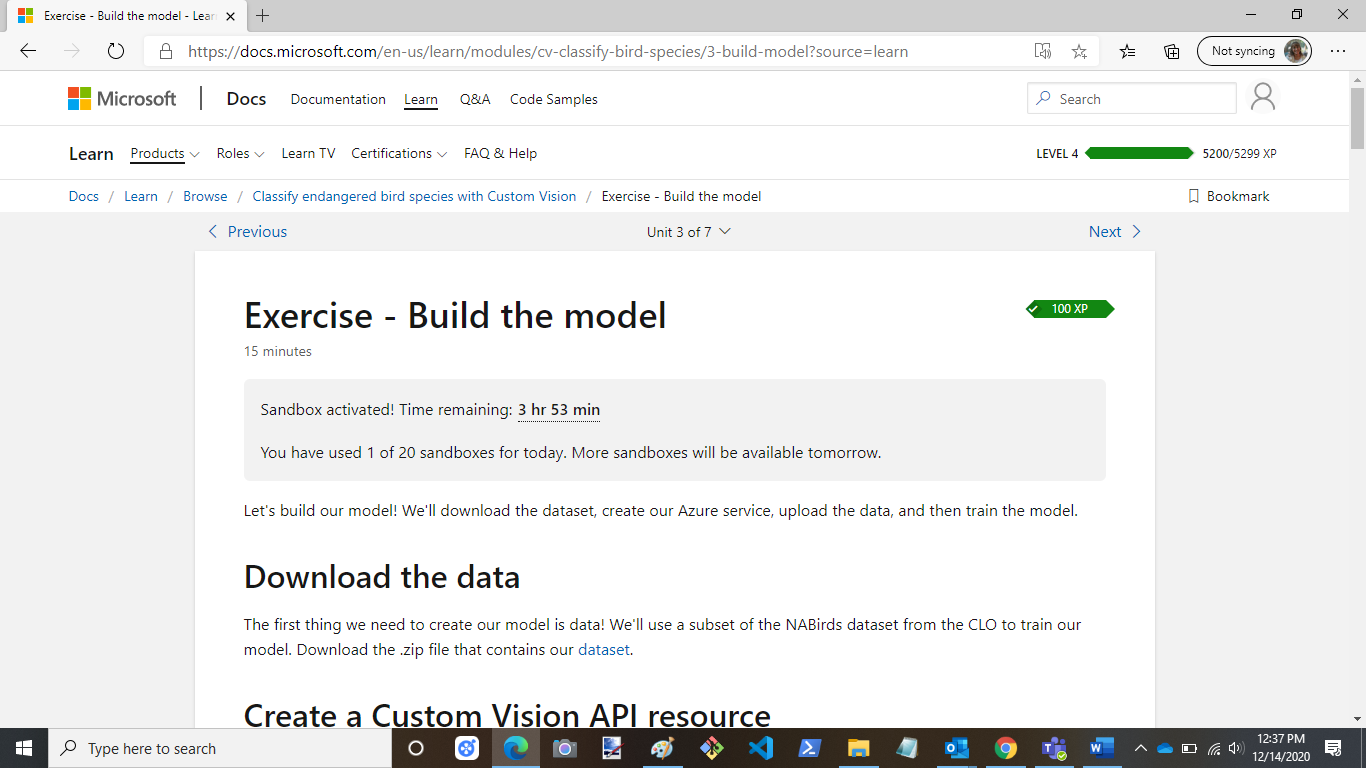 Exercise - Build the model - Lear
https://docs.microsoft.com/en-us/learn/modules/cv-classify-bird-species/3-build-model?source=learn
Not syncing
Microsoft Docs Documentation Learn Q&A Code Samples Search
Learn Products Roles Learn TV Certifications FAQ & Help LEVEL 4 5200/5299 XP
Docs / Learn / Browse / Classify endangered bird species with Custom Vision / Exercise - Build the model Bookmark
Previous Unit 3 of 7 Next
Exercise - Build the model 100 XP
15 minutes
Sandbox activated! Time remaining: 3 hr 53 min
You have used 1 of 20 sandboxes for today. More sandboxes will be available tomorrow.
Let's build our model! We'll download the dataset, create our Azure service, upload the data, and then train the model.
Download the data
The first thing we need to create our model is data! We'll use a subset of the NABirds dataset from the CLO to train our
model. Download the .zip file that contains our dataset.
Create a Custom Vision API resource
Type here to search
12:37 PM
12/14/2020